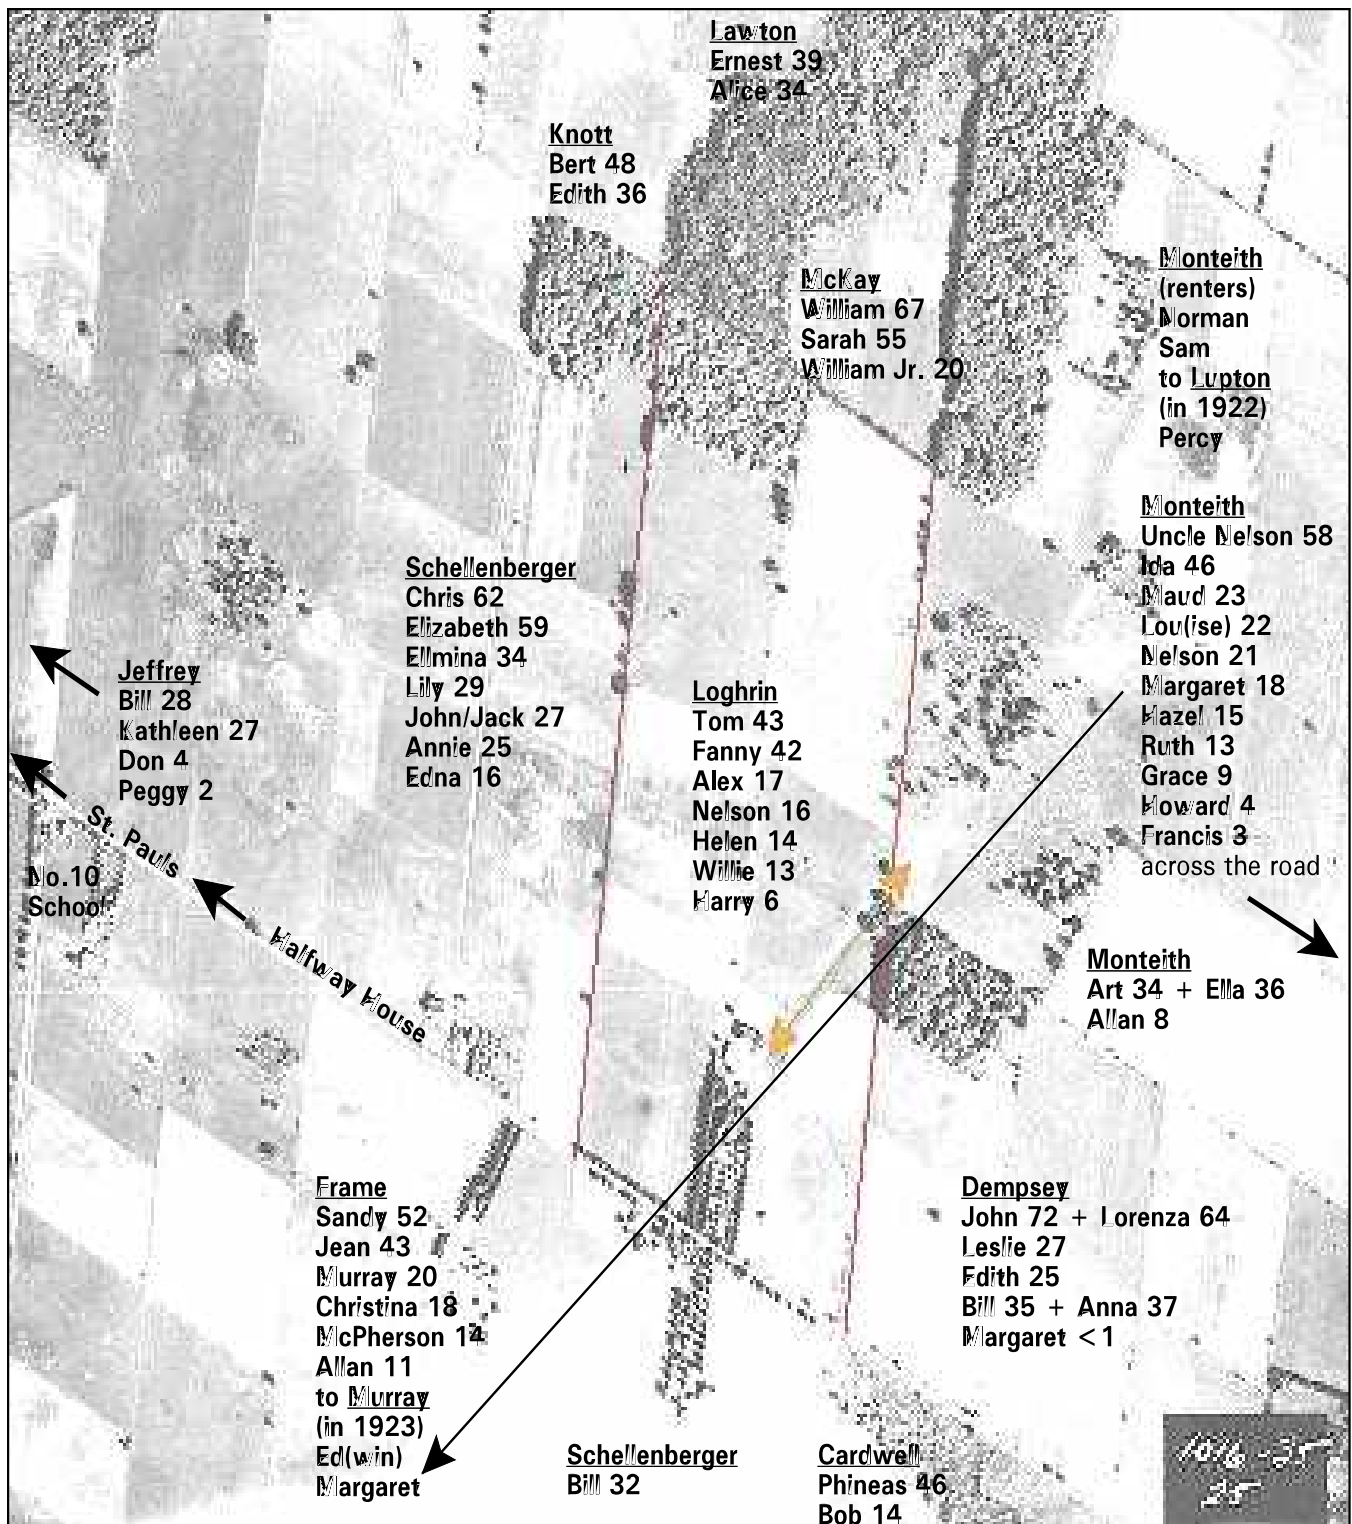 Lawton
Ernest 39
Alice 34
Knott
Bert 48
Edith 36
McKay
William 67
Sarah 55
William Jr. 20
Monteith
(renters)
Norman
Sam
to Lupton
(in 1922)
Percy
Monteith
Uncle Nelson 58
Ida 46
Maud 23
Lou(ise) 22
Nelson 21
Margaret 18
Hazel 15
Ruth 13
Grace 9
Howard 4
Francis 3
across the road
Schellenberger
Chris 62
Elizabeth 59
Ellmina 34
Lily 29
John/Jack 27
Annie 25
Edna 16
Jeffrey
Bill 28
Kathleen 27
Don 4
Peggy 2
Loghrin
Tom 43
Fanny 42
Alex 17
Nelson 16
Helen 14
Willie 13
Harry 6
St. Pauls
No.10
School
Halfway House
Monteith
Art 34 + Ella 36
Allan 8
Frame
Sandy 52
Jean 43
Murray 20
Christina 18
McPherson 14
Allan 11
to Murray
(in 1923)
Ed(win)
Margaret
Dempsey
John 72 + Lorenza 64
Leslie 27
Edith 25
Bill 35 + Anna 37
Margaret <1
Schellenberger
Bill 32
Cardwell
Phineas 46
Bob 14
25